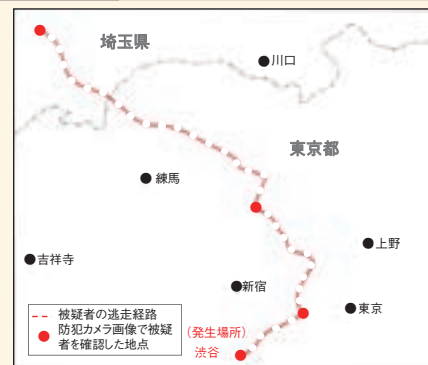 埼玉県
川口
東京都
練馬
上野
吉祥寺
新宿
東京
被疑者の逃走経路
防犯カメラ画像で被疑
者を確認した地点
(発生場所)
渋谷